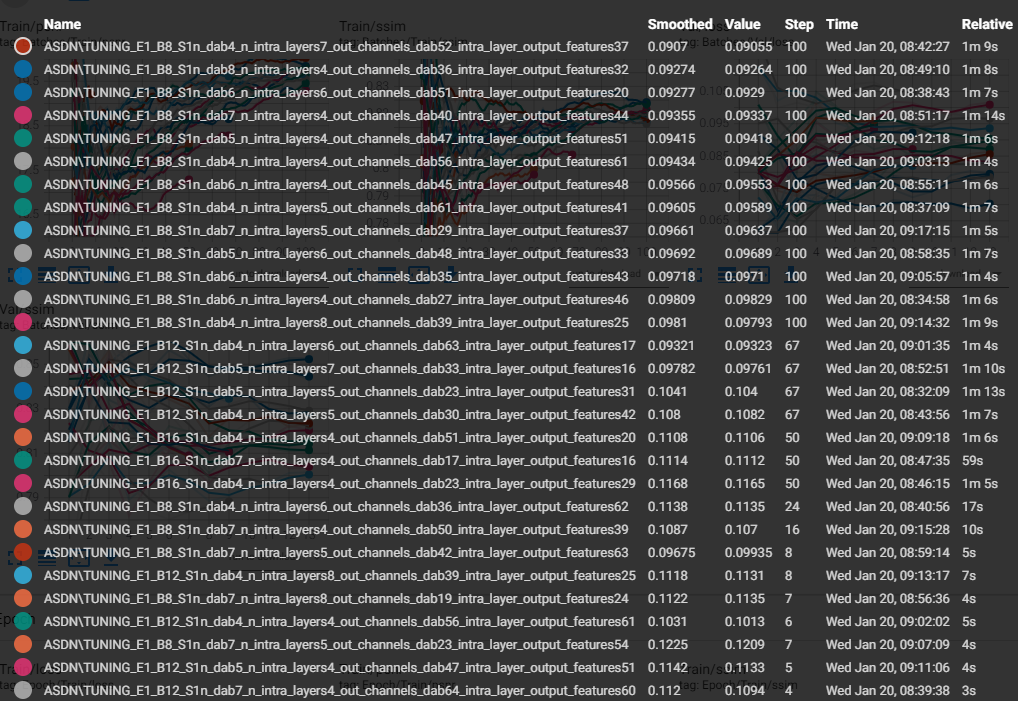 Name Smoothed Value Step Time Relative
ASDN\TUNING_E1_B8_S1n_dab4_n_intra_layers7_out_channels_dab52_intra_layer_output_features37 0.0907 0.09055 100 Wed Jan 20, 08:42:27 1m 9s
ASDN\TUNING_E1_B8_S1n_dab8_n_intra_layers4_out_channels_dab36_intra_layer_output_features32 0.09274 0.09264 100 Wed Jan 20, 08:49:10 1m 8s
ASDN\TUNING_E1_B8_S1n_dab6_n_intra_layers6_out_channels_dab51_intra_layer_output_features20 0.09277 0.0929 100 Wed Jan 20, 08:38:43 1m 7s
ASDN\TUNING_E1_B8_S1n_dab7_n_intra_layers4_out_channels_dab40_intra_layer_output_features44 0.09355 0.09337 100 Wed Jan 20, 08:51:17 1m 14s
ASDN\TUNING_E1_B8_S1n_dab5_n_intra_layers4_out_channels_dab47_intra_layer_output_features51 0.09415 0.09418 100 Wed Jan 20, 09:12:18 1m 6s
ASDN\TUNING_E1_B8_S1n_dab4_n_intra_layers4_out_channels_dab56_intra_layer_output_features61 0.09434 0.09425 100 Wed Jan 20, 09:03:13 1m 4s
ASDN\TUNING_E1_B8_S1n_dab6_n_intra_layers4_out_channels_dab45_intra_layer_output_features48 0.09566 0.09553 100 Wed Jan 20, 08:55:11 1m 6s
ASDN\TUNING_E1_B8_S1n_dab4_n_intra_layers5_out_channels_dab61_intra_layer_output_features41 0.09605 0.09589 100 Wed Jan 20, 08:37:09 1m 7s
ASDN\TUNING_E1_B8_S1n_dab7_n_intra_layers5_out_channels_dab29_intra_layer_output_features37 0.09661 0.09637 100 Wed Jan 20, 09:17:15 1m 5s
ASDN\TUNING_E1_B8_S1n_dab5_n_intra_layers6_out_channels_dab48_intra_layer_output_features33 0.09692 0.09689 100 Wed Jan 20, 08:58:35 1m 7s
ASDN\TUNING_E1_B8_S1n_dab6_n_intra_layers4_out_channels_dab35_intra_layer_output_features43 0.09718 0.0971 100 Wed Jan 20, 09:05:57 1m 4s
ASDN\TUNING_E1_B8_S1n_dab6_n_intra_layers4_out_channels_dab27_intra_layer_output_features46 0.09809 0.09829 100 Wed Jan 20, 08:34:58 1m 6s
ASDN\TUNING_E1_B8_S1n_dab4_n_intra_layers8_out_channels_dab39_intra_layer_output_features25 0.0981 0.09793 100 Wed Jan 20, 09:14:32 1m 9s
ASDN\TUNING_E1_B12_S1n_dab4_n_intra_layers6_out_channels_dab63_intra_layer_output_features17 0.09321 0.09323 67 Wed Jan 20, 09:01:35 1m 4s
ASDN\TUNING_E1_B12_S1n_dab5_n_intra_layers7_out_channels_dab33_intra_layer_output_features16 0.09782 0.09761 67 Wed Jan 20, 08:52:51 1m 10s
ASDN\TUNING_E1_B12_S1n_dab5_n_intra_layers5_out_channels_dab23_intra_layer_output_features31 0.1041 0.104 67 Wed Jan 20, 08:32:09 1m 13s
ASDN\TUNING_E1_B12_S1n_dab4_n_intra_layers5_out_channels_dab30_intra_layer_output_features42 0.108 0.1082 67 Wed Jan 20, 08:43:56 1m 7s
ASDN\TUNING_E1_B16_S1n_dab4_n_intra_layers4_out_channels_dab51_intra_layer_output_features20 0.1108 0.1106 50 Wed Jan 20, 09:09:18 1m 6s
ASDN\TUNING_E1_B16_S1n_dab7_n_intra_layers4_out_channels_dab17_intra_layer_output_features16 0.1114 0.1112 50 Wed Jan 20, 08:47:35 59s
ASDN\TUNING_E1_B16_S1n_dab4_n_intra_layers4_out_channels_dab23_intra_layer_output_features29 0.1168 0.1165 50 Wed Jan 20, 08:46:15 1m 5s
ASDN\TUNING_E1_B8_S1n_dab4_n_intra_layers6_out_channels_dab36_intra_layer_output_features62 0.1138 0.1135 24 Wed Jan 20, 08:40:56 17s
ASDN\TUNING_E1_B8_S1n_dab7_n_intra_layers4_out_channels_dab50_intra_layer_output_features39 0.1087 0.107 16 Wed Jan 20, 09:15:28 10s
ASDN\TUNING_E1_B8_S1n_dab7_n_intra_layers5_out_channels_dab42_intra_layer_output_features63 0.09675 0.09935 8 Wed Jan 20, 08:59:14 5s
ASDN\TUNING_E1_B12_S1n_dab4_n_intra_layers8_out_channels_dab39_intra_layer_output_features25 0.1118 0.1131 8 Wed Jan 20, 09:13:17 7s
ASDN\TUNING_E1_B8_S1n_dab7_n_intra_layers8_out_channels_dab19_intra_layer_output_features24 0.1122 0.1135 7 Wed Jan 20, 08:56:36 4s
ASDN\TUNING_E1_B12_S1n_dab4_n_intra_layers4_out_channels_dab56_intra_layer_output_features61 0.1031 0.1013 6 Wed Jan 20, 09:02:02 5s
ASDN\TUNING_E1_B8_S1n_dab7_n_intra_layers5_out_channels_dab23_intra_layer_output_features54 0.1225 0.1209 7 Wed Jan 20, 09:07:09 4s
ASDN\TUNING_E1_B12_S1n_dab5_n_intra_layers4_out_channels_dab47_intra_layer_output_features51 0.1142 0.1133 5 Wed Jan 20, 09:11:06 4s
ASDN\TUNING_E1_B12_S1n_dab7_n_intra_layers4_out_channels_dab64_intra_layer_output_features60 0.112 0.1094 4 Wed Jan 20, 08:39:38 3s